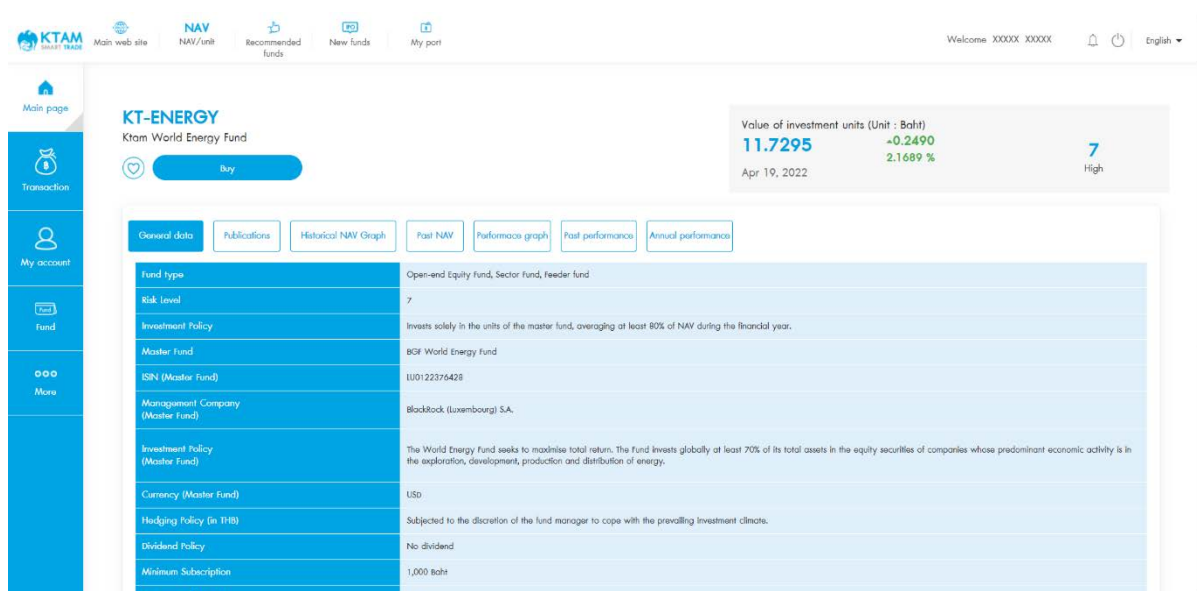 KTAM
SMART TRADE
Main web site
NAV
NAV/unit
Recommended
funds
IPO
New funds
My port
Welcome XXXXX XXXXX
English
Main page
Transaction
My account
Fund
Fund
More
KT-ENERGY
Ktam World Energy Fund
Buy
Value of investment units (Unit : Baht)
11.7295
0.2490
2.1689 %
Apr 19, 2022
7
High
General data
Publications
Historical NAV Graph
Past NAV
Performace graph
Past performance
Annual performance
Fund type Open-end Equity Fund, Sector Fund, Feeder fund
Risk Level 7
Investment Policy Invests solely in the units of the master fund, averaging at least 80% of NAV during the financial year.
Master Fund BGF World Energy Fund
ISIN (Master Fund) LU0122376428
Management Company
(Master Fund)
BlackRock (Luxembourg) S.A.
Investment Policy
(Master Fund)
The World Energy Fund seeks to maximise total return. The Fund invests globally at least 70% of its total assets in the equity securities of companies whose predominant economic activity is in
the exploration, development, production and distribution of energy.
Currency (Master Fund) USD
Hedging Policy (in THB) Subjected to the discretion of the fund manager to cope with the prevailing investment climate.
Dividend Policy No dividend
Minimum Subscription 1,000 Baht